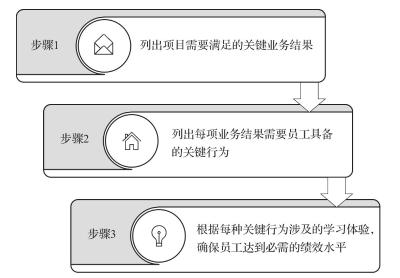 步骤1
列出项目需要满足的关键业务结果
步骤2
列出每项业务结果需要员工具备
的关键行为
步骤3
根据每种关键行为涉及的学习体验，
确保员工达到必需的绩效水平